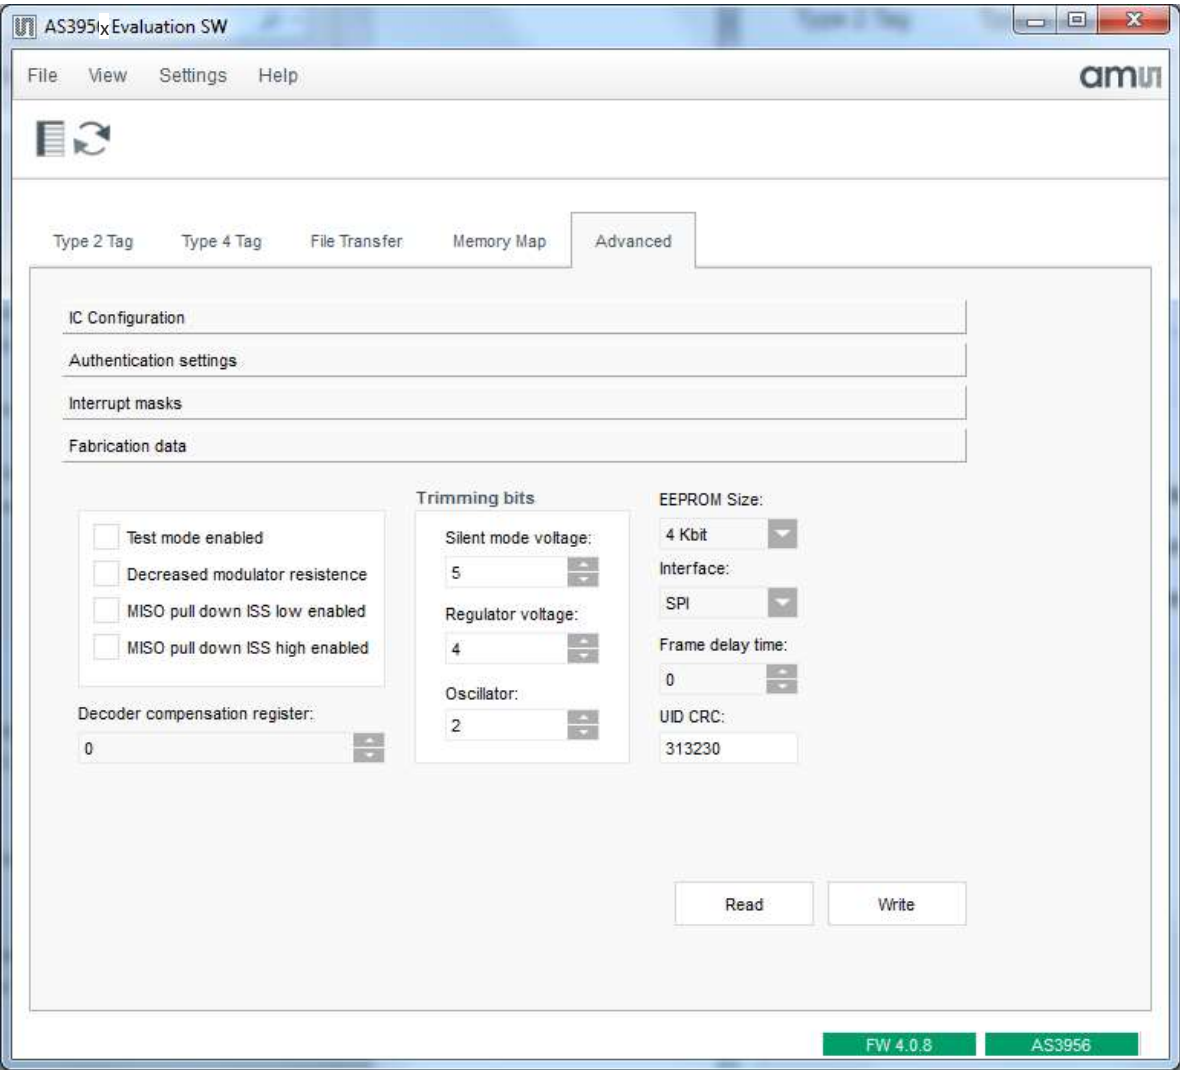 AS395x Evaluation SW
File View Settings Help
am
Type 2 Tag Type 4 Tag File Transfer Memory Map Advanced
IC Configuration
Authentication settings
Interrupt masks
Fabrication data
Test mode enabled
Decreased modulator resistence
MISO pull down ISS low enabled
MISO pull down ISS high enabled
Decoder compensation register:
0
Trimming bits
Silent mode voltage:
5
Regulator voltage:
4
Oscillator:
2
EEPROM Size:
4 Kbit
Interface:
SPI
Frame delay time:
0
UID CRC:
313230
Read Write
FW 4.0.8 AS3956